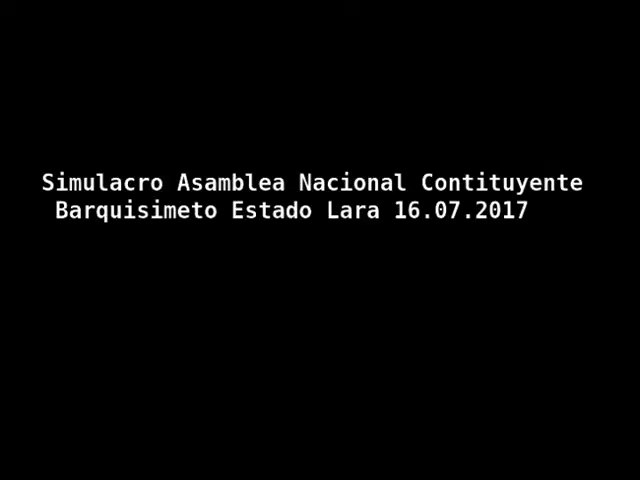 Simulacro Asamblea Nacional Contituyente
Barquisimeto Estado Lara 16.07.2017